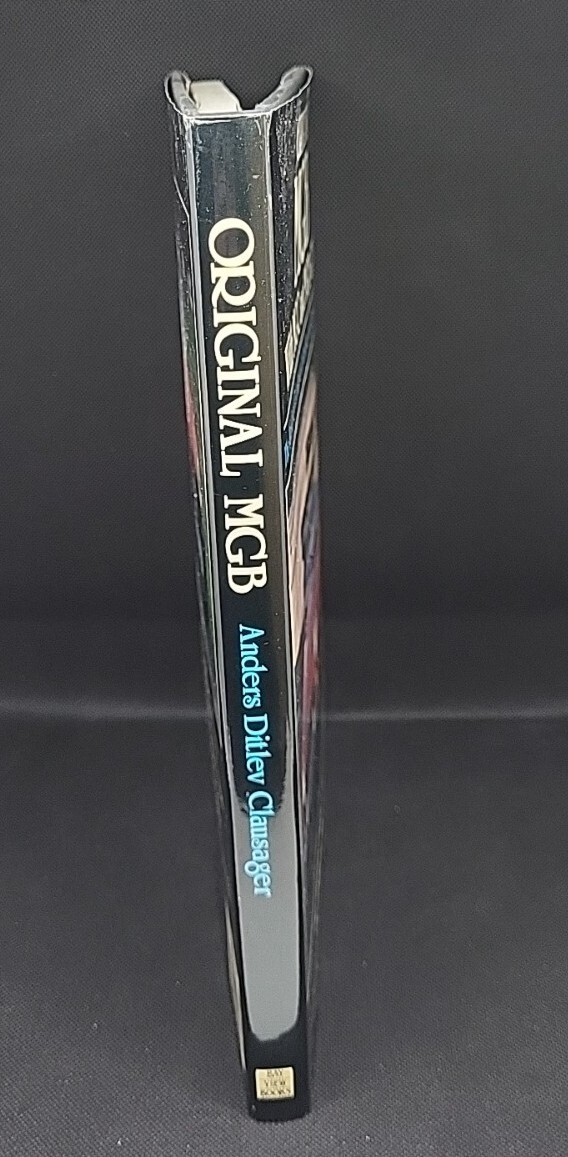 ORIGINAL MGB
Anders Ditlev Clausager
BAY
VIEW
BOOKS